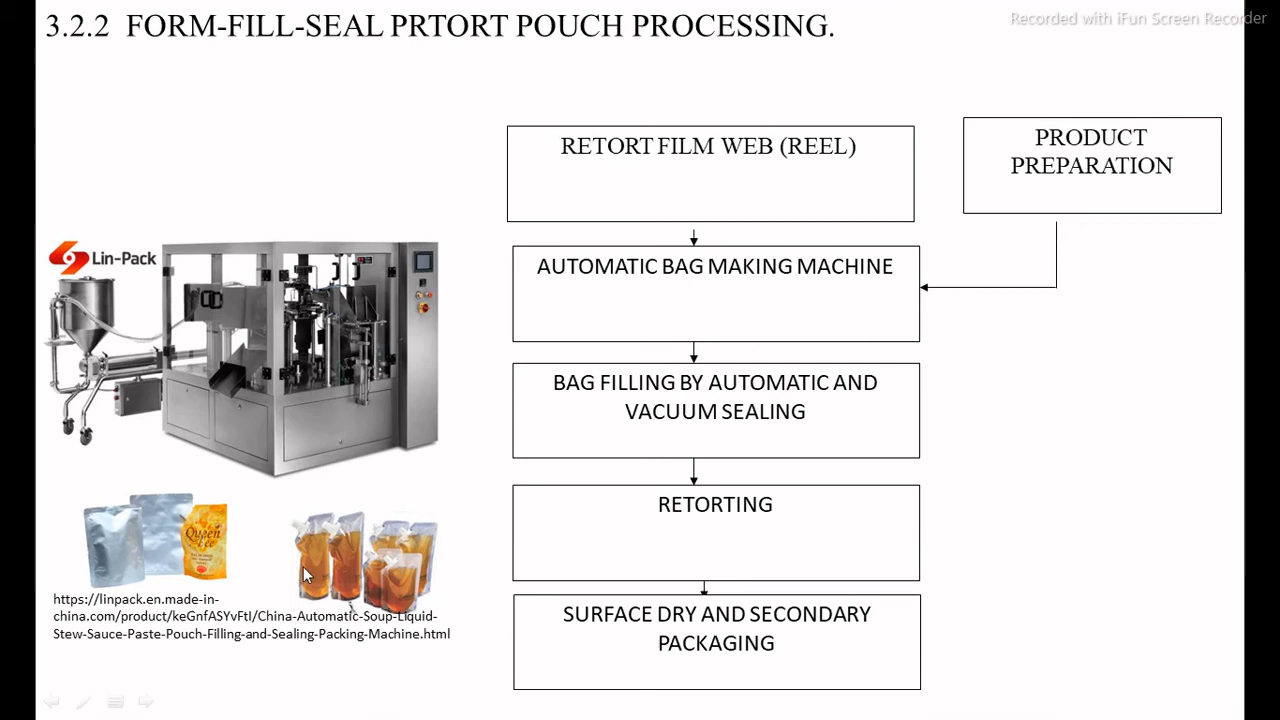 3.2.2 FORM-FILL-SEAL PRTORT POUCH PROCESSING.
Recorded with iFun Screen Recorder
RETORT FILM WEB (REEL)
PRODUCT
PREPARATION
AUTOMATIC BAG MAKING MACHINE
BAG FILLING BY AUTOMATIC AND
VACUUM SEALING
RETORTING
SURFACE DRY AND SECONDARY
PACKAGING
Lin-Pack
Queen
https://linpack.en.made-in-
china.com/product/keGnfASYvFtI/China-Automatic-Soup-Liquid-
Stew-Sauce-Paste-Pouch-Filling-and-Sealing-Packing-Machine.html